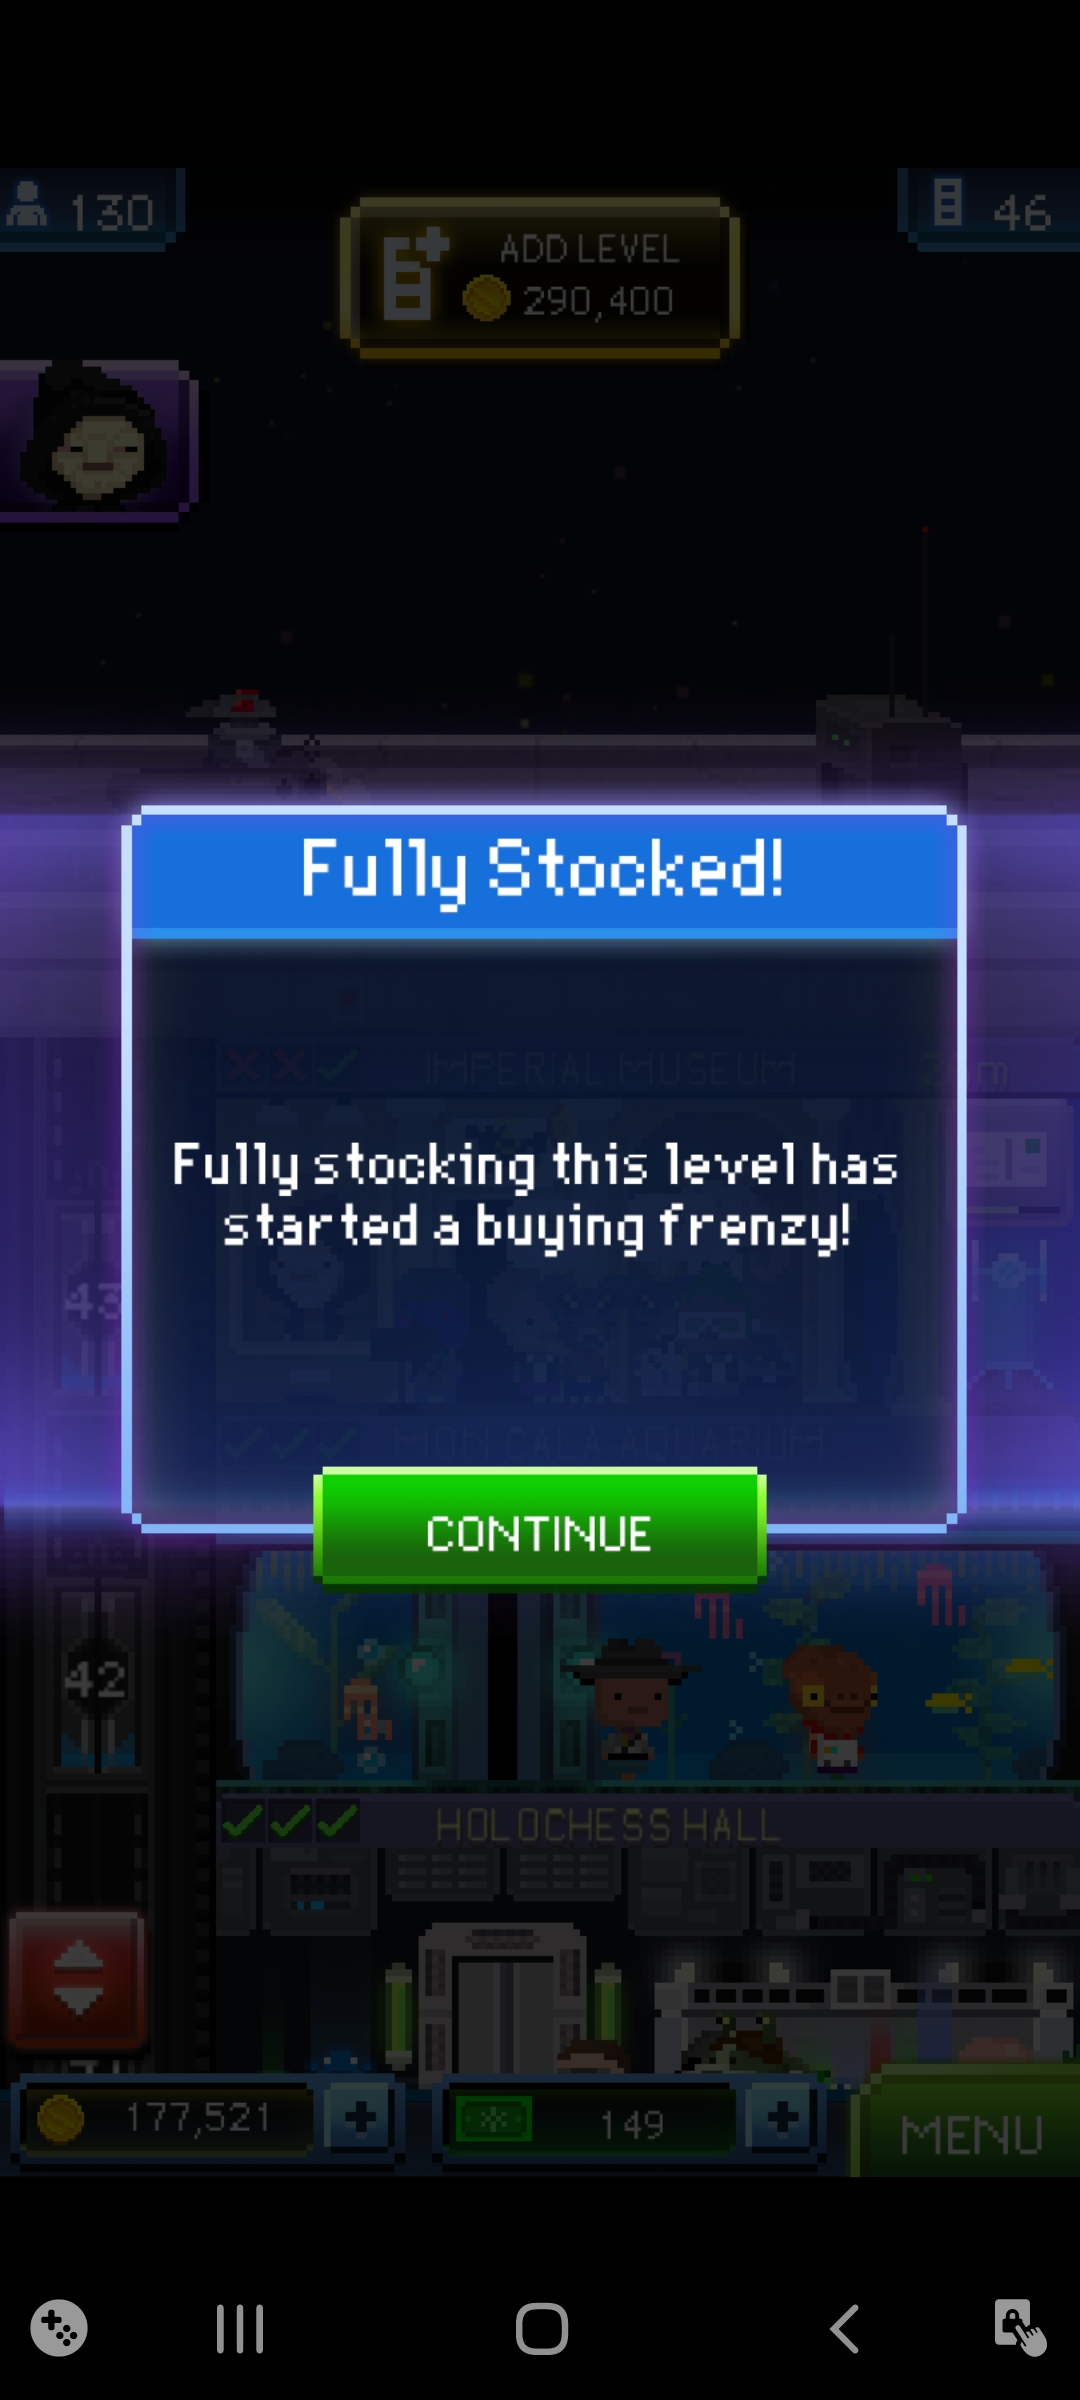 130
46
ADD LEVEL
290,400
Fully Stocked!
IMPERIAL MUSEUM
Fully stocking this level has
started a buying frenzy!
43
MON CALA AQUARIUM
CONTINUE
42
HOLOCHESS HALL
177,521
149
MENU